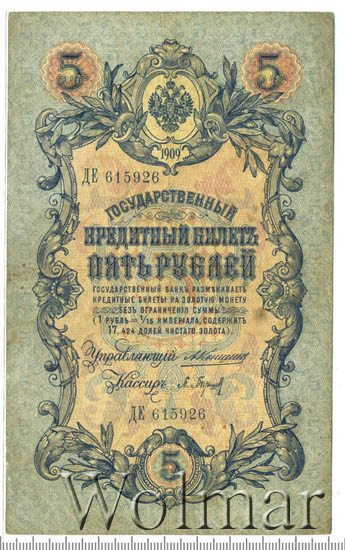 5 5
1909
ДЕ 615926
ГОСУДАРСТВЕННЫЙ
КРЕДИТНЫЙ БИЛЕТЪ
ПЯТЬ РУБЛЕЙ
ГОСУДАРСТВЕННЫЙ БАНКЪ РАЗМѢНИВАЕТЪ
КРЕДИТНЫЕ БИЛЕТЫ НА ЗОЛОТУЮ МОНЕТУ
БЕЗЪ ОГРАНИЧЕНІЯ СУММЫ
(1 РУБЛЬ = 1/15 ИМПЕРІАЛА, СОДЕРЖИТЪ
17,424 ДОЛЕЙ ЧИСТАГО ЗОЛОТА).
Управляющій
Кассиръ
ДЕ 615926
5
Wolmar